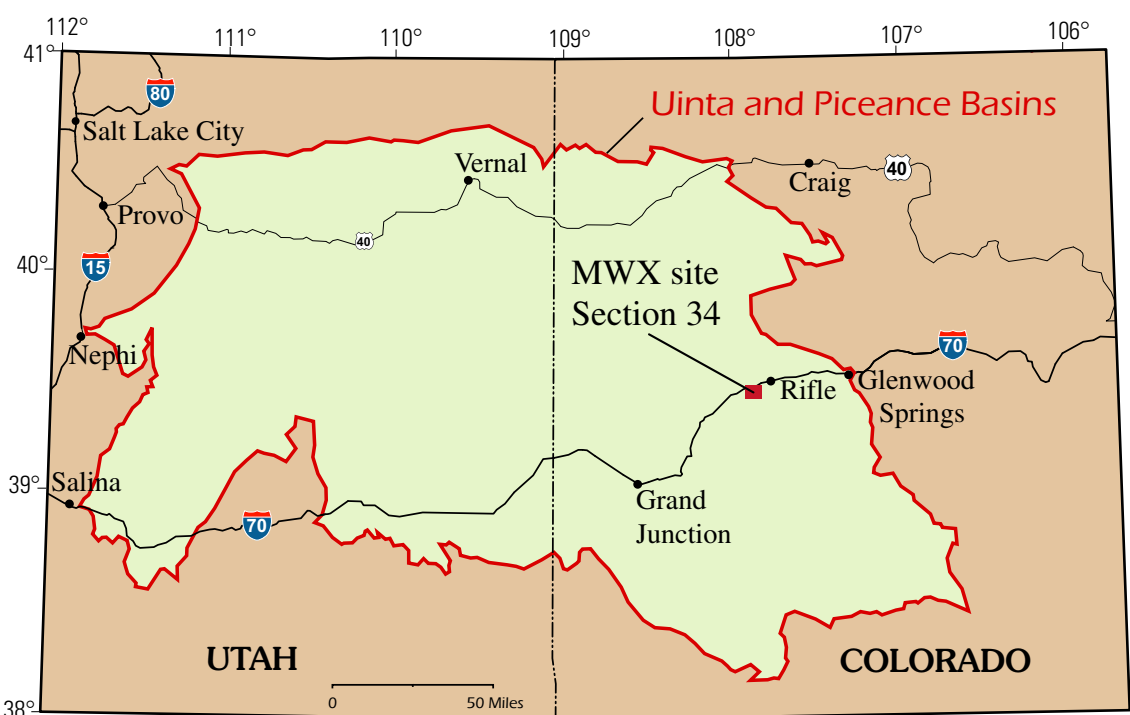 112°
111°
110°
109°
108°
107°
106°
41°
80
Salt Lake City
Uinta and Piceance Basins
Vernal
Craig
40
Provo
40
40°
15
MWX site
Section 34
Nephi
70
Rifle
Glenwood
Springs
39°
Salina
Grand
Junction
70
UTAH
COLORADO
0
50 Miles
38°